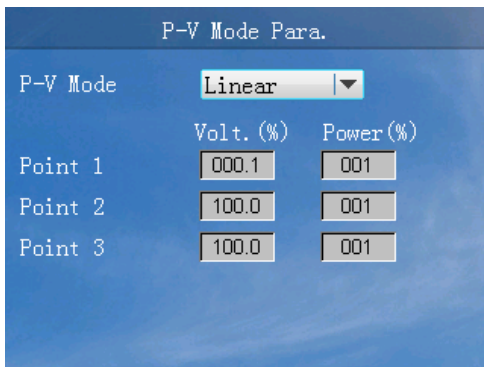 P-V Mode Para.
P-V Mode Linear
Volt.(%) Power(%)
Point 1 000.1 001
Point 2 100.0 001
Point 3 100.0 001